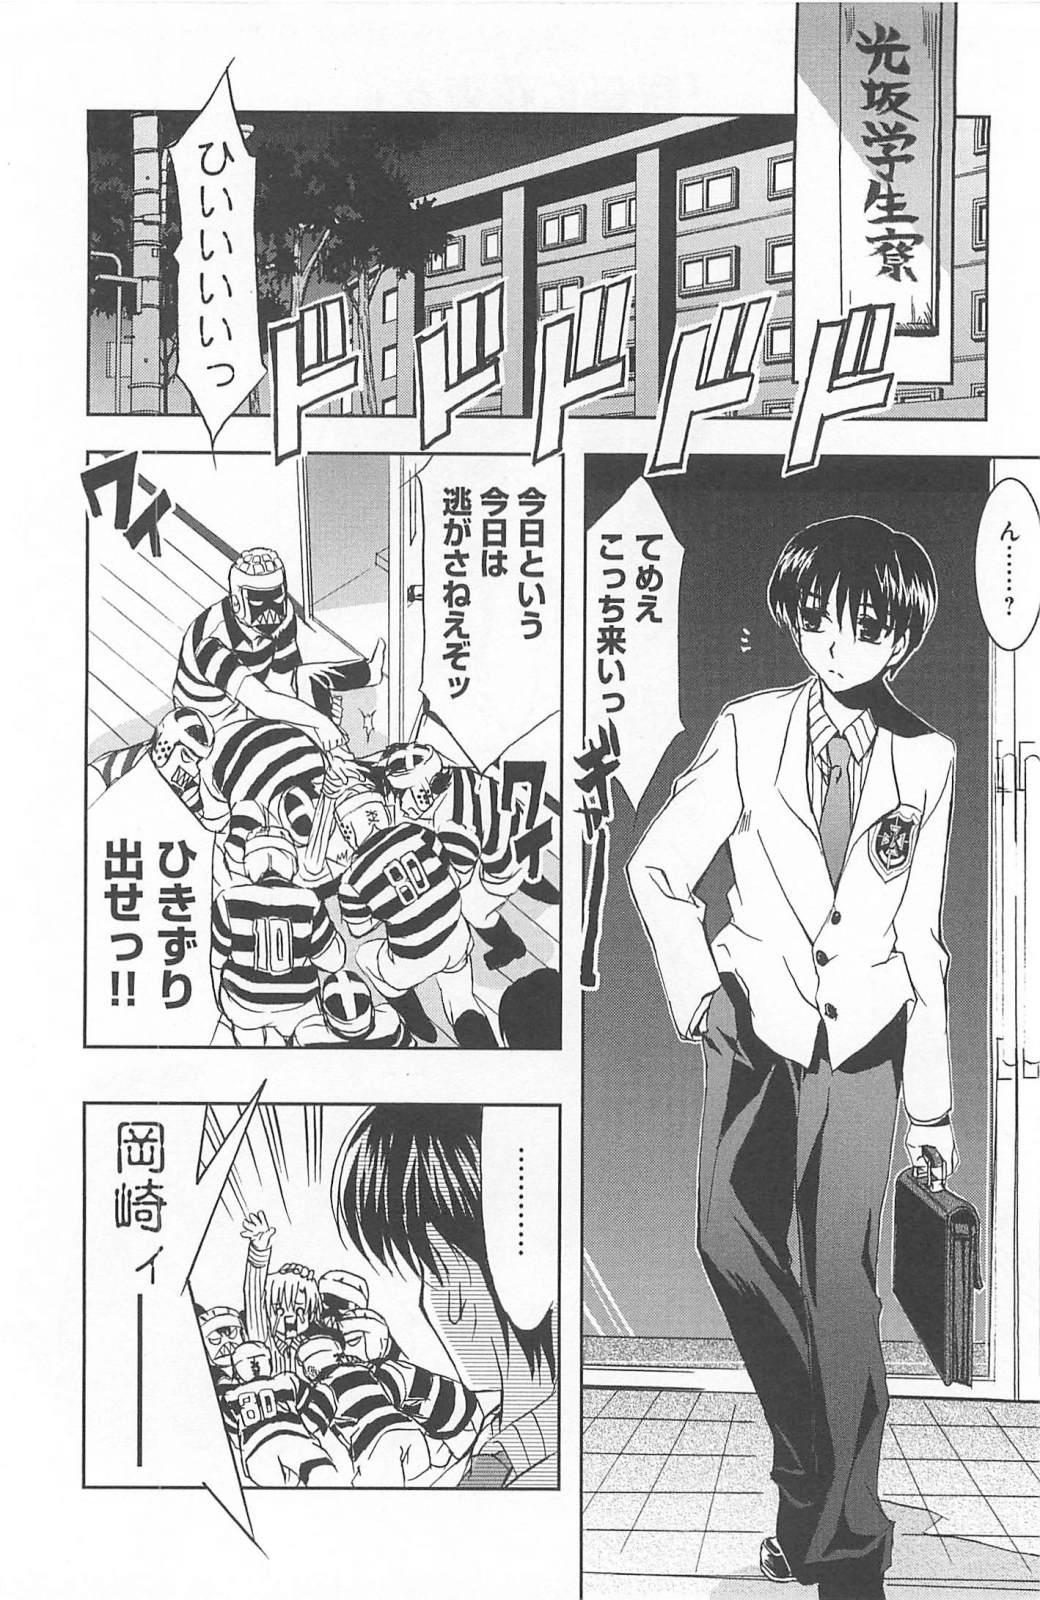 光坂学生寮
ひいいいいいっ
ドドドドド
ん……?
てめえ
こっち来いっ
ギャーー
今日という
今日は
逃がさねえぞッ
ワイ
ワイ
ひきずり
出せっ!!
80
10
………
岡崎ィ――
80